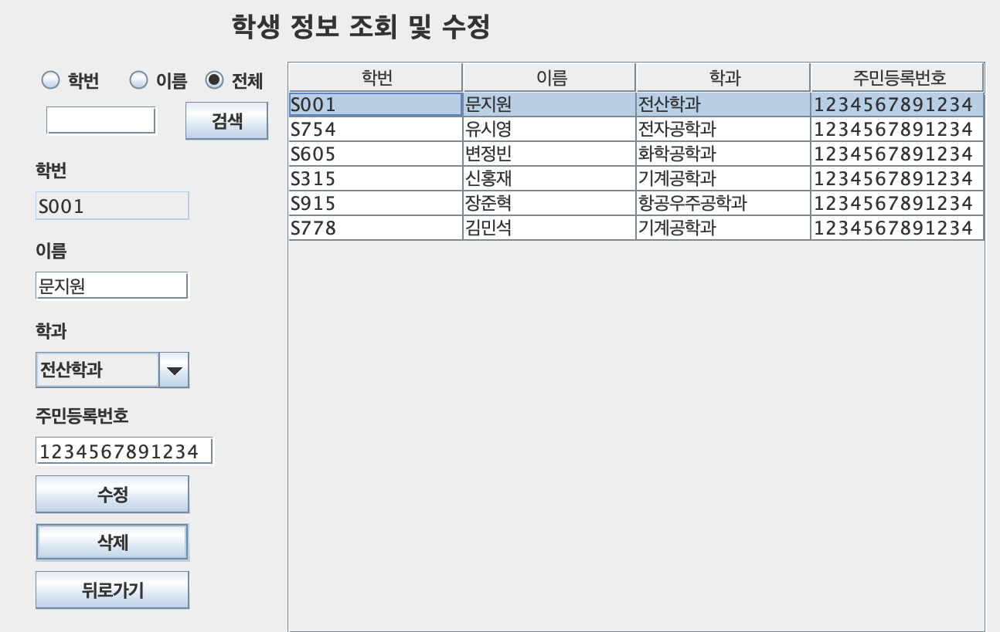 학생 정보 조회 및 수정
학번 이름 전체
검색
학번
S001
이름
문지원
학과
전산학과
주민등록번호
1234567891234
수정
삭제
뒤로가기
학번 이름 학과 주민등록번호
S001 문지원 전산학과 1234567891234
S754 유시영 전자공학과 1234567891234
S605 변정빈 화학공학과 1234567891234
S315 신홍재 기계공학과 1234567891234
S915 장준혁 항공우주공학과 1234567891234
S778 김민석 기계공학과 1234567891234